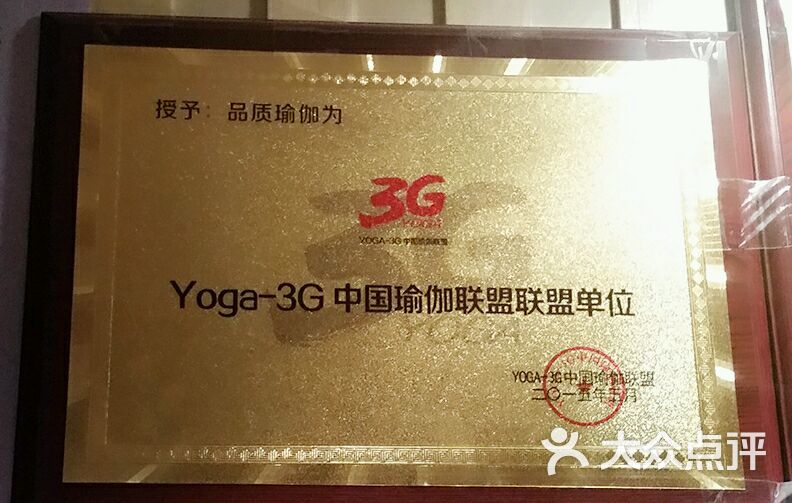 授予：品质瑜伽为
3G
YOGA-3G 中国瑜伽联盟
Yoga-3G 中国瑜伽联盟联盟单位
YOGA-3G中国瑜伽联盟
二〇一五年五月
大众点评